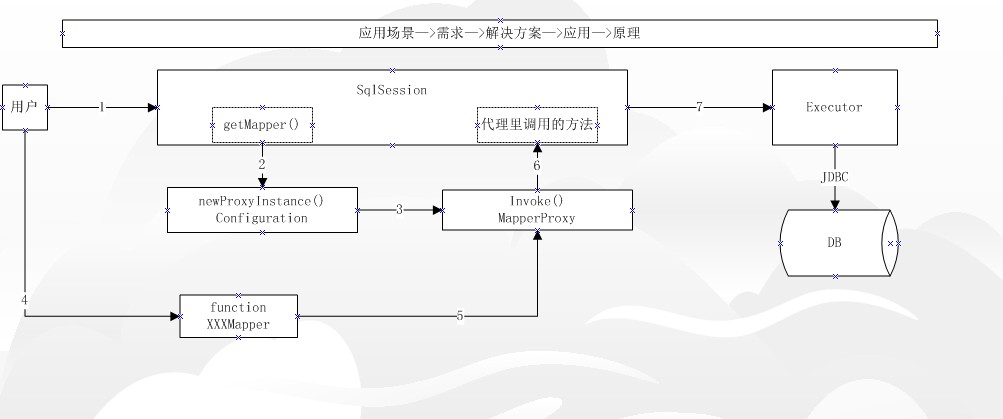 应用场景—>需求—>解决方案—>应用—>原理
用户
1
SqlSession
getMapper()
代理里调用的方法
7
Executor
2
6
JDBC
newProxyInstance()
Configuration
3
Invoke()
MapperProxy
DB
4
function
XXXMapper
5